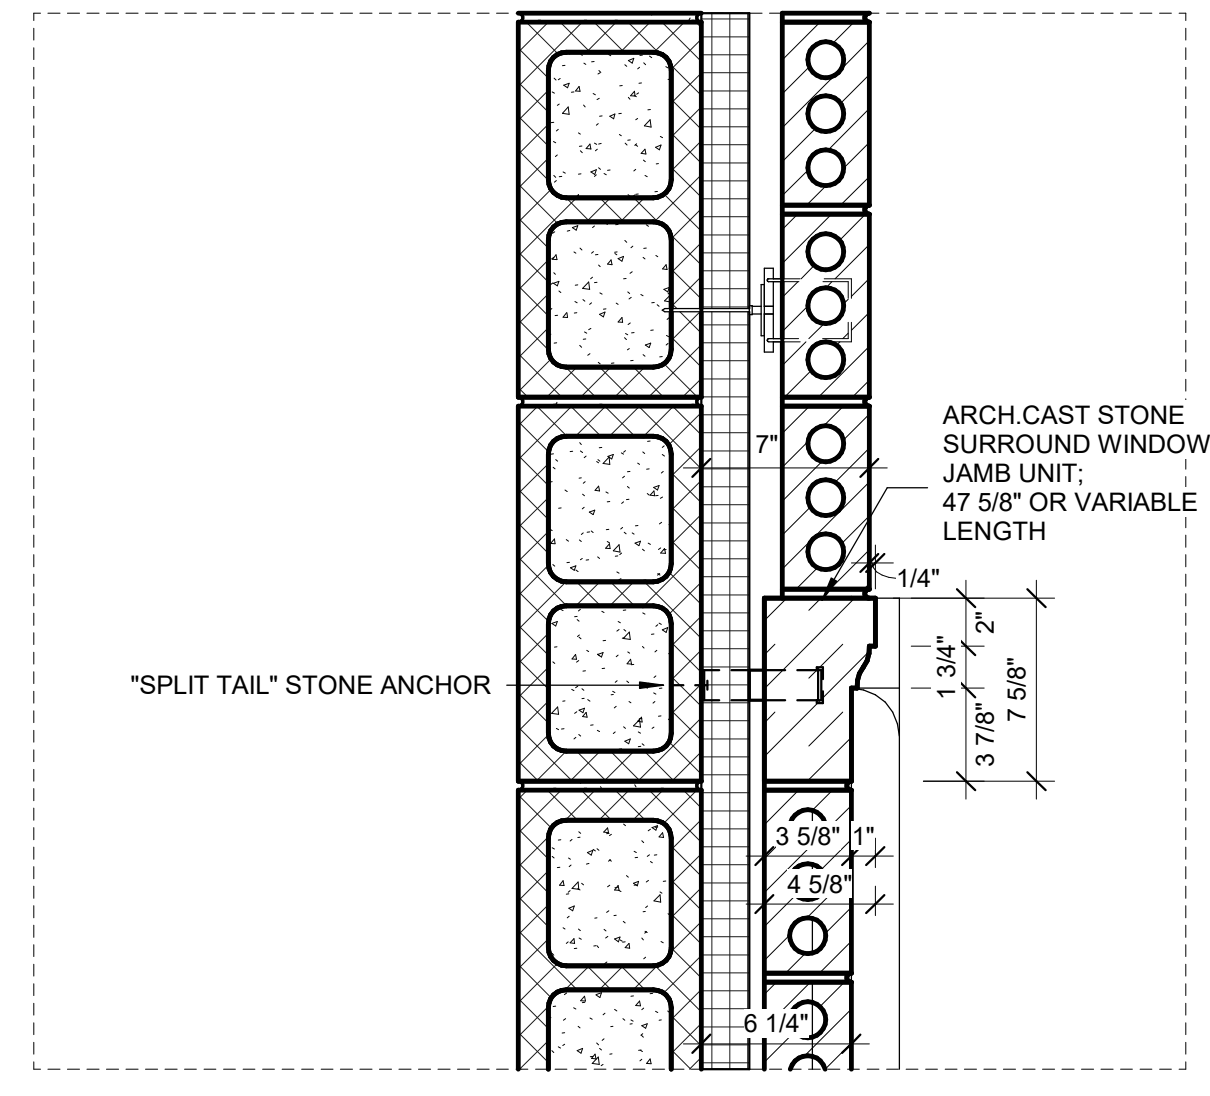 ARCH.CAST STONE
SURROUND WINDOW
JAMB UNIT;
47 5/8" OR VARIABLE
LENGTH
7"
1/4"
2"
1 3/4"
7 5/8"
3 7/8"
"SPLIT TAIL" STONE ANCHOR
3 5/8"
1"
4 5/8"
6 1/4"